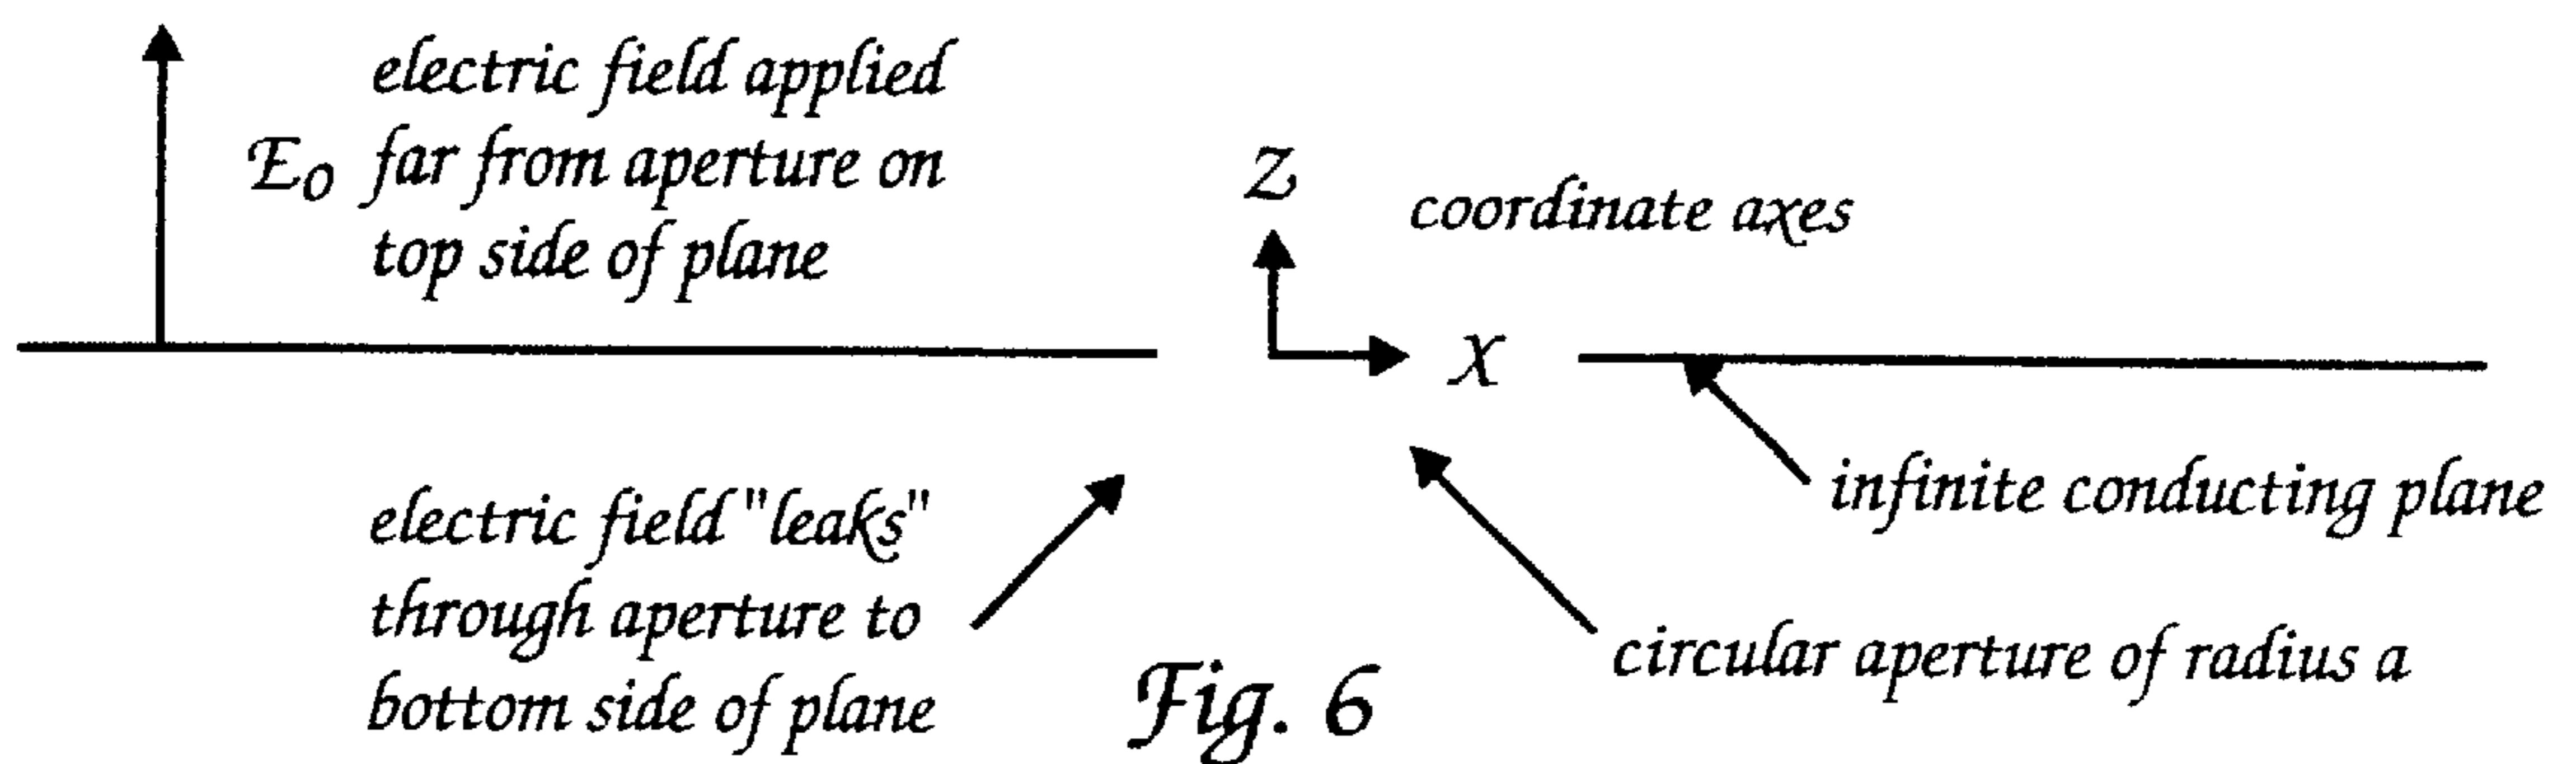 electric field applied
E₀ far from aperture on
top side of plane
Z
coordinate axes
X
infinite conducting plane
electric field "leaks"
through aperture to
bottom side of plane
circular aperture of radius a
Fig. 6